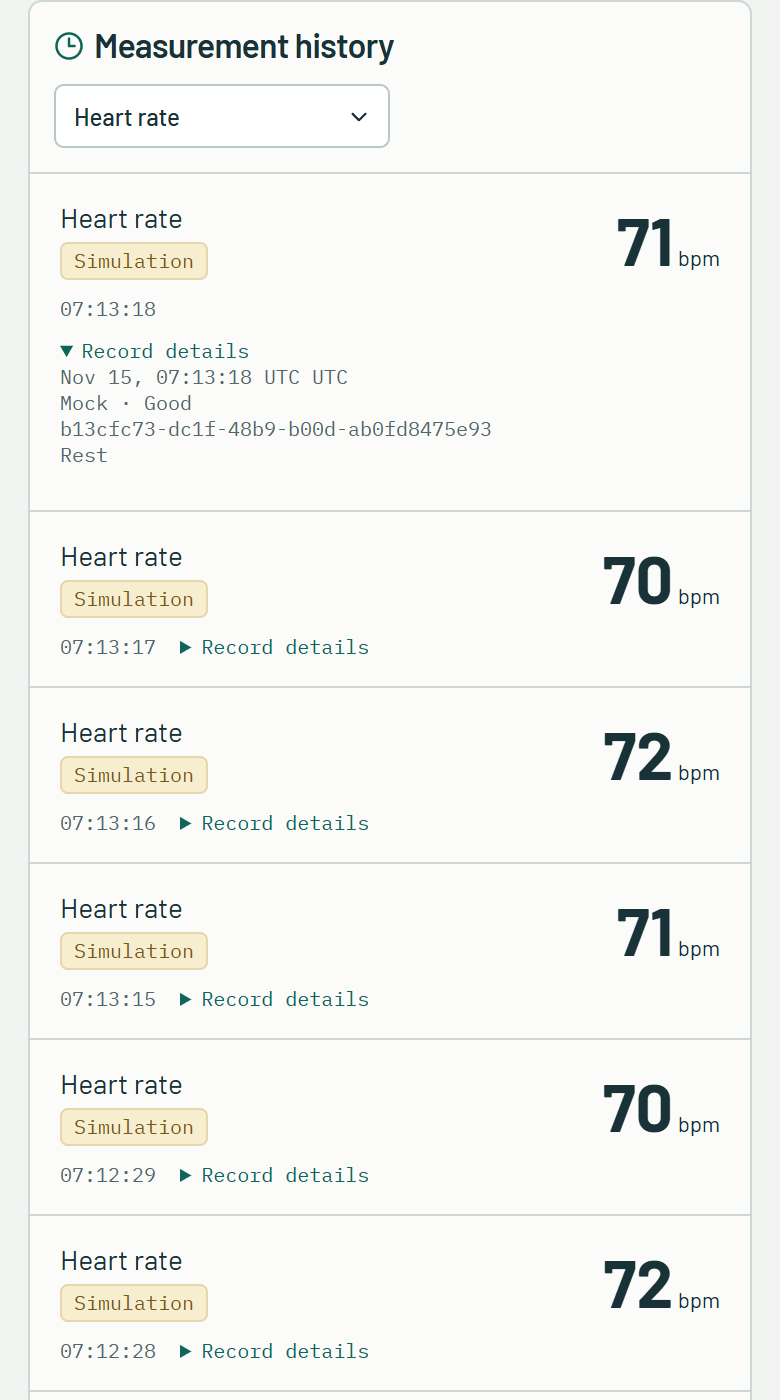 Measurement history
Heart rate
Heart rate
71 bpm
Simulation
07:13:18
▼ Record details
Nov 15, 07:13:18 UTC UTC
Mock · Good
b13cfc73-dc1f-48b9-b00d-ab0fd8475e93
Rest
Heart rate
70 bpm
Simulation
07:13:17 ▶ Record details
Heart rate
72 bpm
Simulation
07:13:16 ▶ Record details
Heart rate
71 bpm
Simulation
07:13:15 ▶ Record details
Heart rate
70 bpm
Simulation
07:12:29 ▶ Record details
Heart rate
72 bpm
Simulation
07:12:28 ▶ Record details